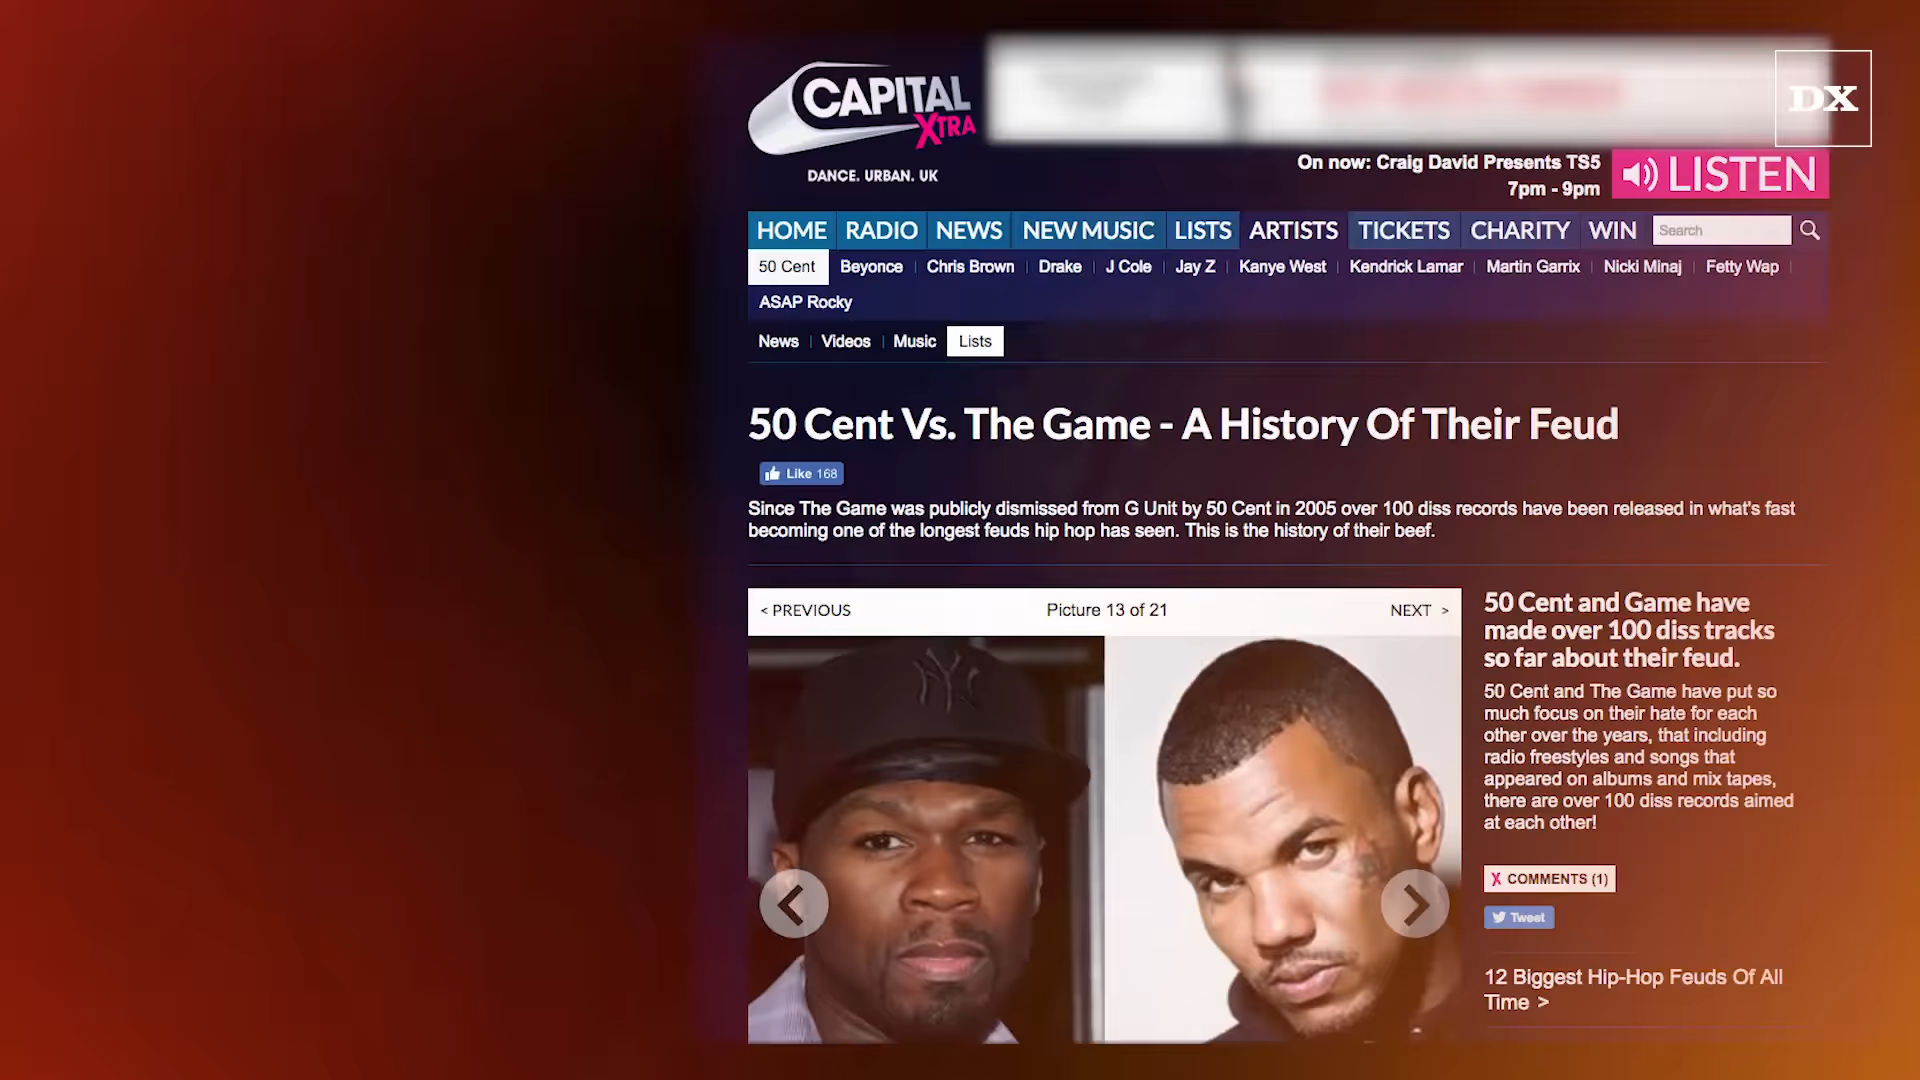 CAPITAL
XTRA
DANCE. URBAN. UK
DX
On now: Craig David Presents TS5
7pm - 9pm
LISTEN
HOME RADIO NEWS NEW MUSIC LISTS ARTISTS TICKETS CHARITY WIN Search
50 Cent Beyonce Chris Brown Drake J Cole Jay Z Kanye West Kendrick Lamar Martin Garrix Nicki Minaj Fetty Wap
ASAP Rocky
News Videos Music Lists
50 Cent Vs. The Game - A History Of Their Feud
Like 168
Since The Game was publicly dismissed from G Unit by 50 Cent in 2005 over 100 diss records have been released in what's fast
becoming one of the longest feuds hip hop has seen. This is the history of their beef.
< PREVIOUS Picture 13 of 21 NEXT >
NY
50 Cent and Game have
made over 100 diss tracks
so far about their feud.
50 Cent and The Game have put so
much focus on their hate for each
other over the years, that including
radio freestyles and songs that
appeared on albums and mix tapes,
there are over 100 diss records aimed
at each other!
X COMMENTS (1)
Tweet
12 Biggest Hip-Hop Feuds Of All
Time >